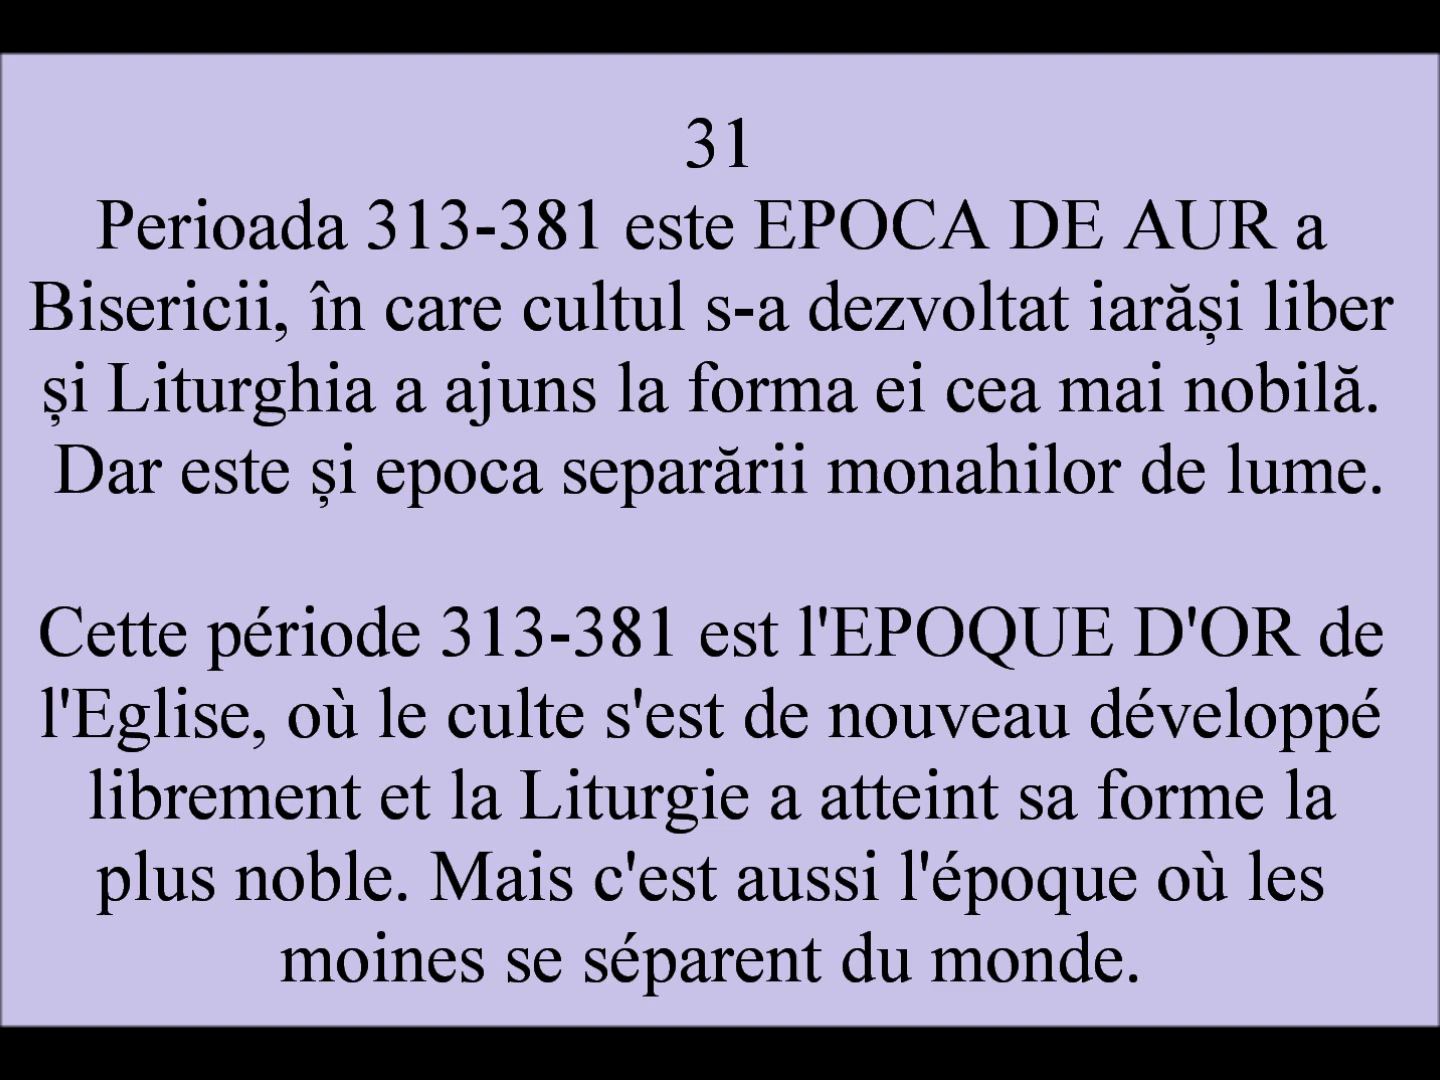 31
Perioada 313-381 este EPOCA DE AUR a
Bisericii, în care cultul s-a dezvoltat iarăși liber
și Liturghia a ajuns la forma ei cea mai nobilă.
Dar este și epoca separării monahilor de lume.
Cette période 313-381 est l'EPOQUE D'OR de
l'Eglise, où le culte s'est de nouveau développé
librement et la Liturgie a atteint sa forme la
plus noble. Mais c'est aussi l'époque où les
moines se séparent du monde.